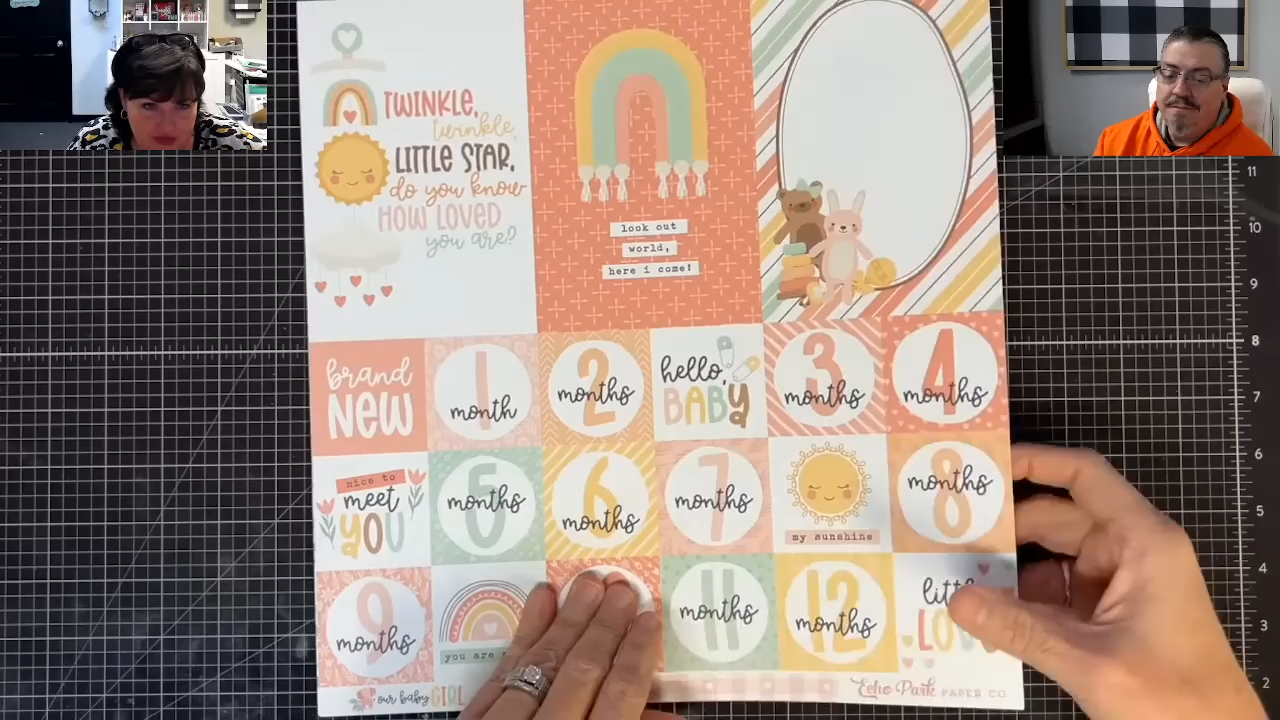 TWINKLE,
twinkle,
LITTLE STAR,
do you know
HOW LOVED
you are?
look out
world,
here i come!
brand
NEW
1
month
2
months
hello,
BABY
3
months
4
months
nice to
meet
YOU
5
months
6
months
7
months
my sunshine
8
months
9
months
you are
11
months
12
months
LOVE
our baby GIRL
Echo Park PAPER CO
11
10
9
8
7
6
5
4
3
2